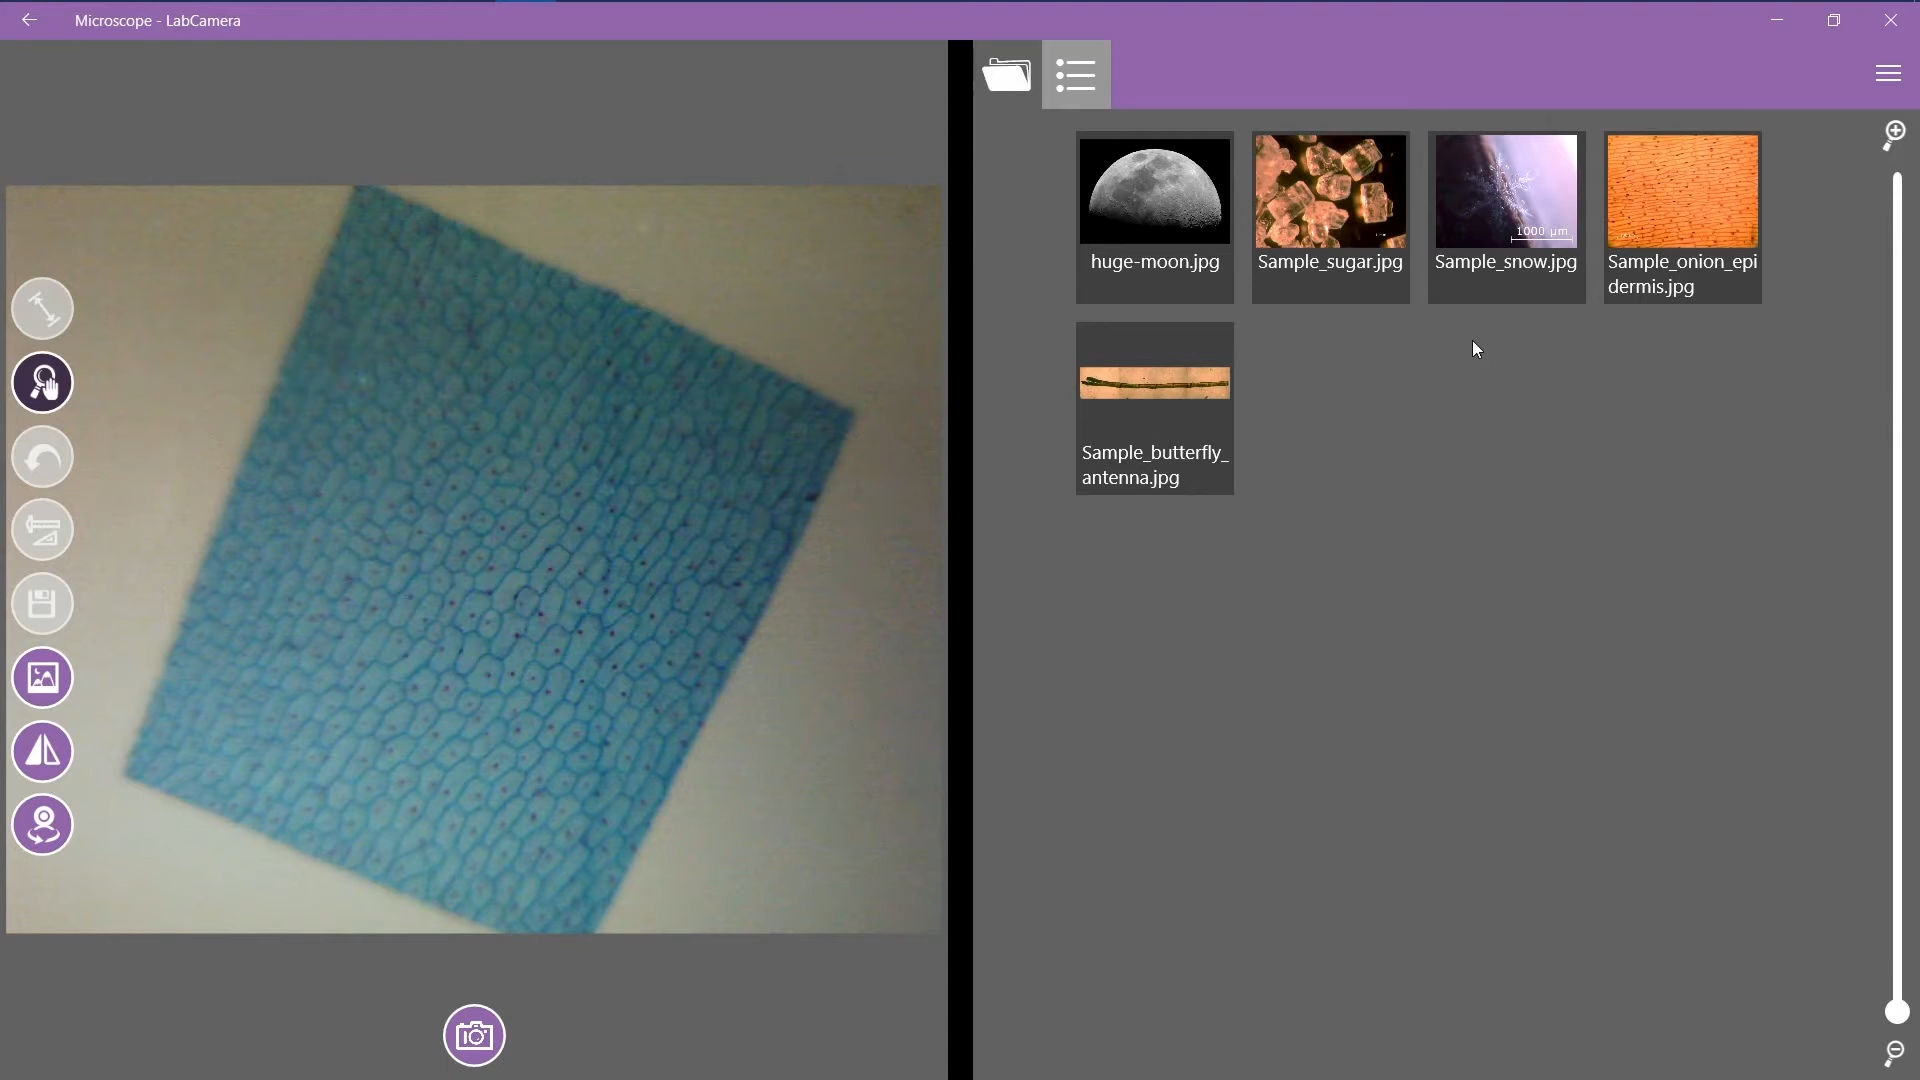 Microscope - LabCamera
1000 µm
huge-moon.jpg
Sample_sugar.jpg
Sample_snow.jpg
Sample_onion_epi
dermis.jpg
Sample_butterfly_
antenna.jpg